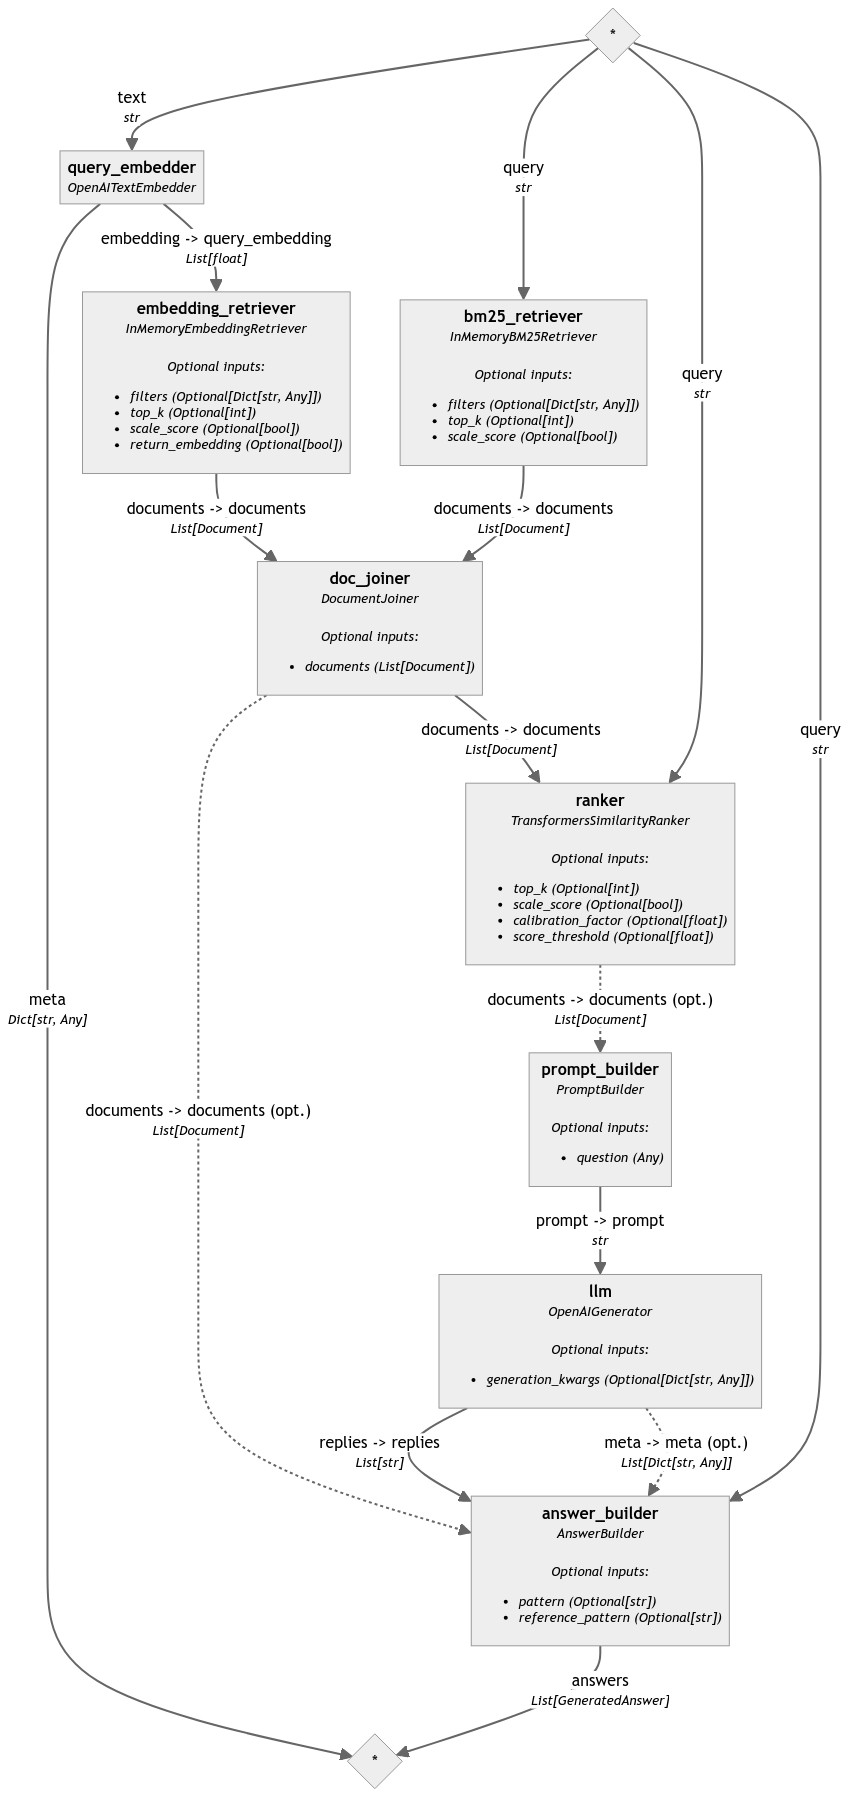 *
text
str
query_embedder
OpenAITextEmbedder
query
str
embedding -> query_embedding
List[float]
embedding_retriever
InMemoryEmbeddingRetriever
Optional inputs:
• filters (Optional[Dict[str, Any]])
• top_k (Optional[int])
• scale_score (Optional[bool])
• return_embedding (Optional[bool])
bm25_retriever
InMemoryBM25Retriever
Optional inputs:
• filters (Optional[Dict[str, Any]])
• top_k (Optional[int])
• scale_score (Optional[bool])
query
str
documents -> documents
List[Document]
documents -> documents
List[Document]
doc_joiner
DocumentJoiner
Optional inputs:
• documents (List[Document])
documents -> documents
List[Document]
query
str
ranker
TransformersSimilarityRanker
Optional inputs:
• top_k (Optional[int])
• scale_score (Optional[bool])
• calibration_factor (Optional[float])
• score_threshold (Optional[float])
meta
Dict[str, Any]
documents -> documents (opt.)
List[Document]
prompt_builder
PromptBuilder
Optional inputs:
• question (Any)
documents -> documents (opt.)
List[Document]
prompt -> prompt
str
llm
OpenAIGenerator
Optional inputs:
• generation_kwargs (Optional[Dict[str, Any]])
replies -> replies
List[str]
meta -> meta (opt.)
List[Dict[str, Any]]
answer_builder
AnswerBuilder
Optional inputs:
• pattern (Optional[str])
• reference_pattern (Optional[str])
answers
List[GeneratedAnswer]
*